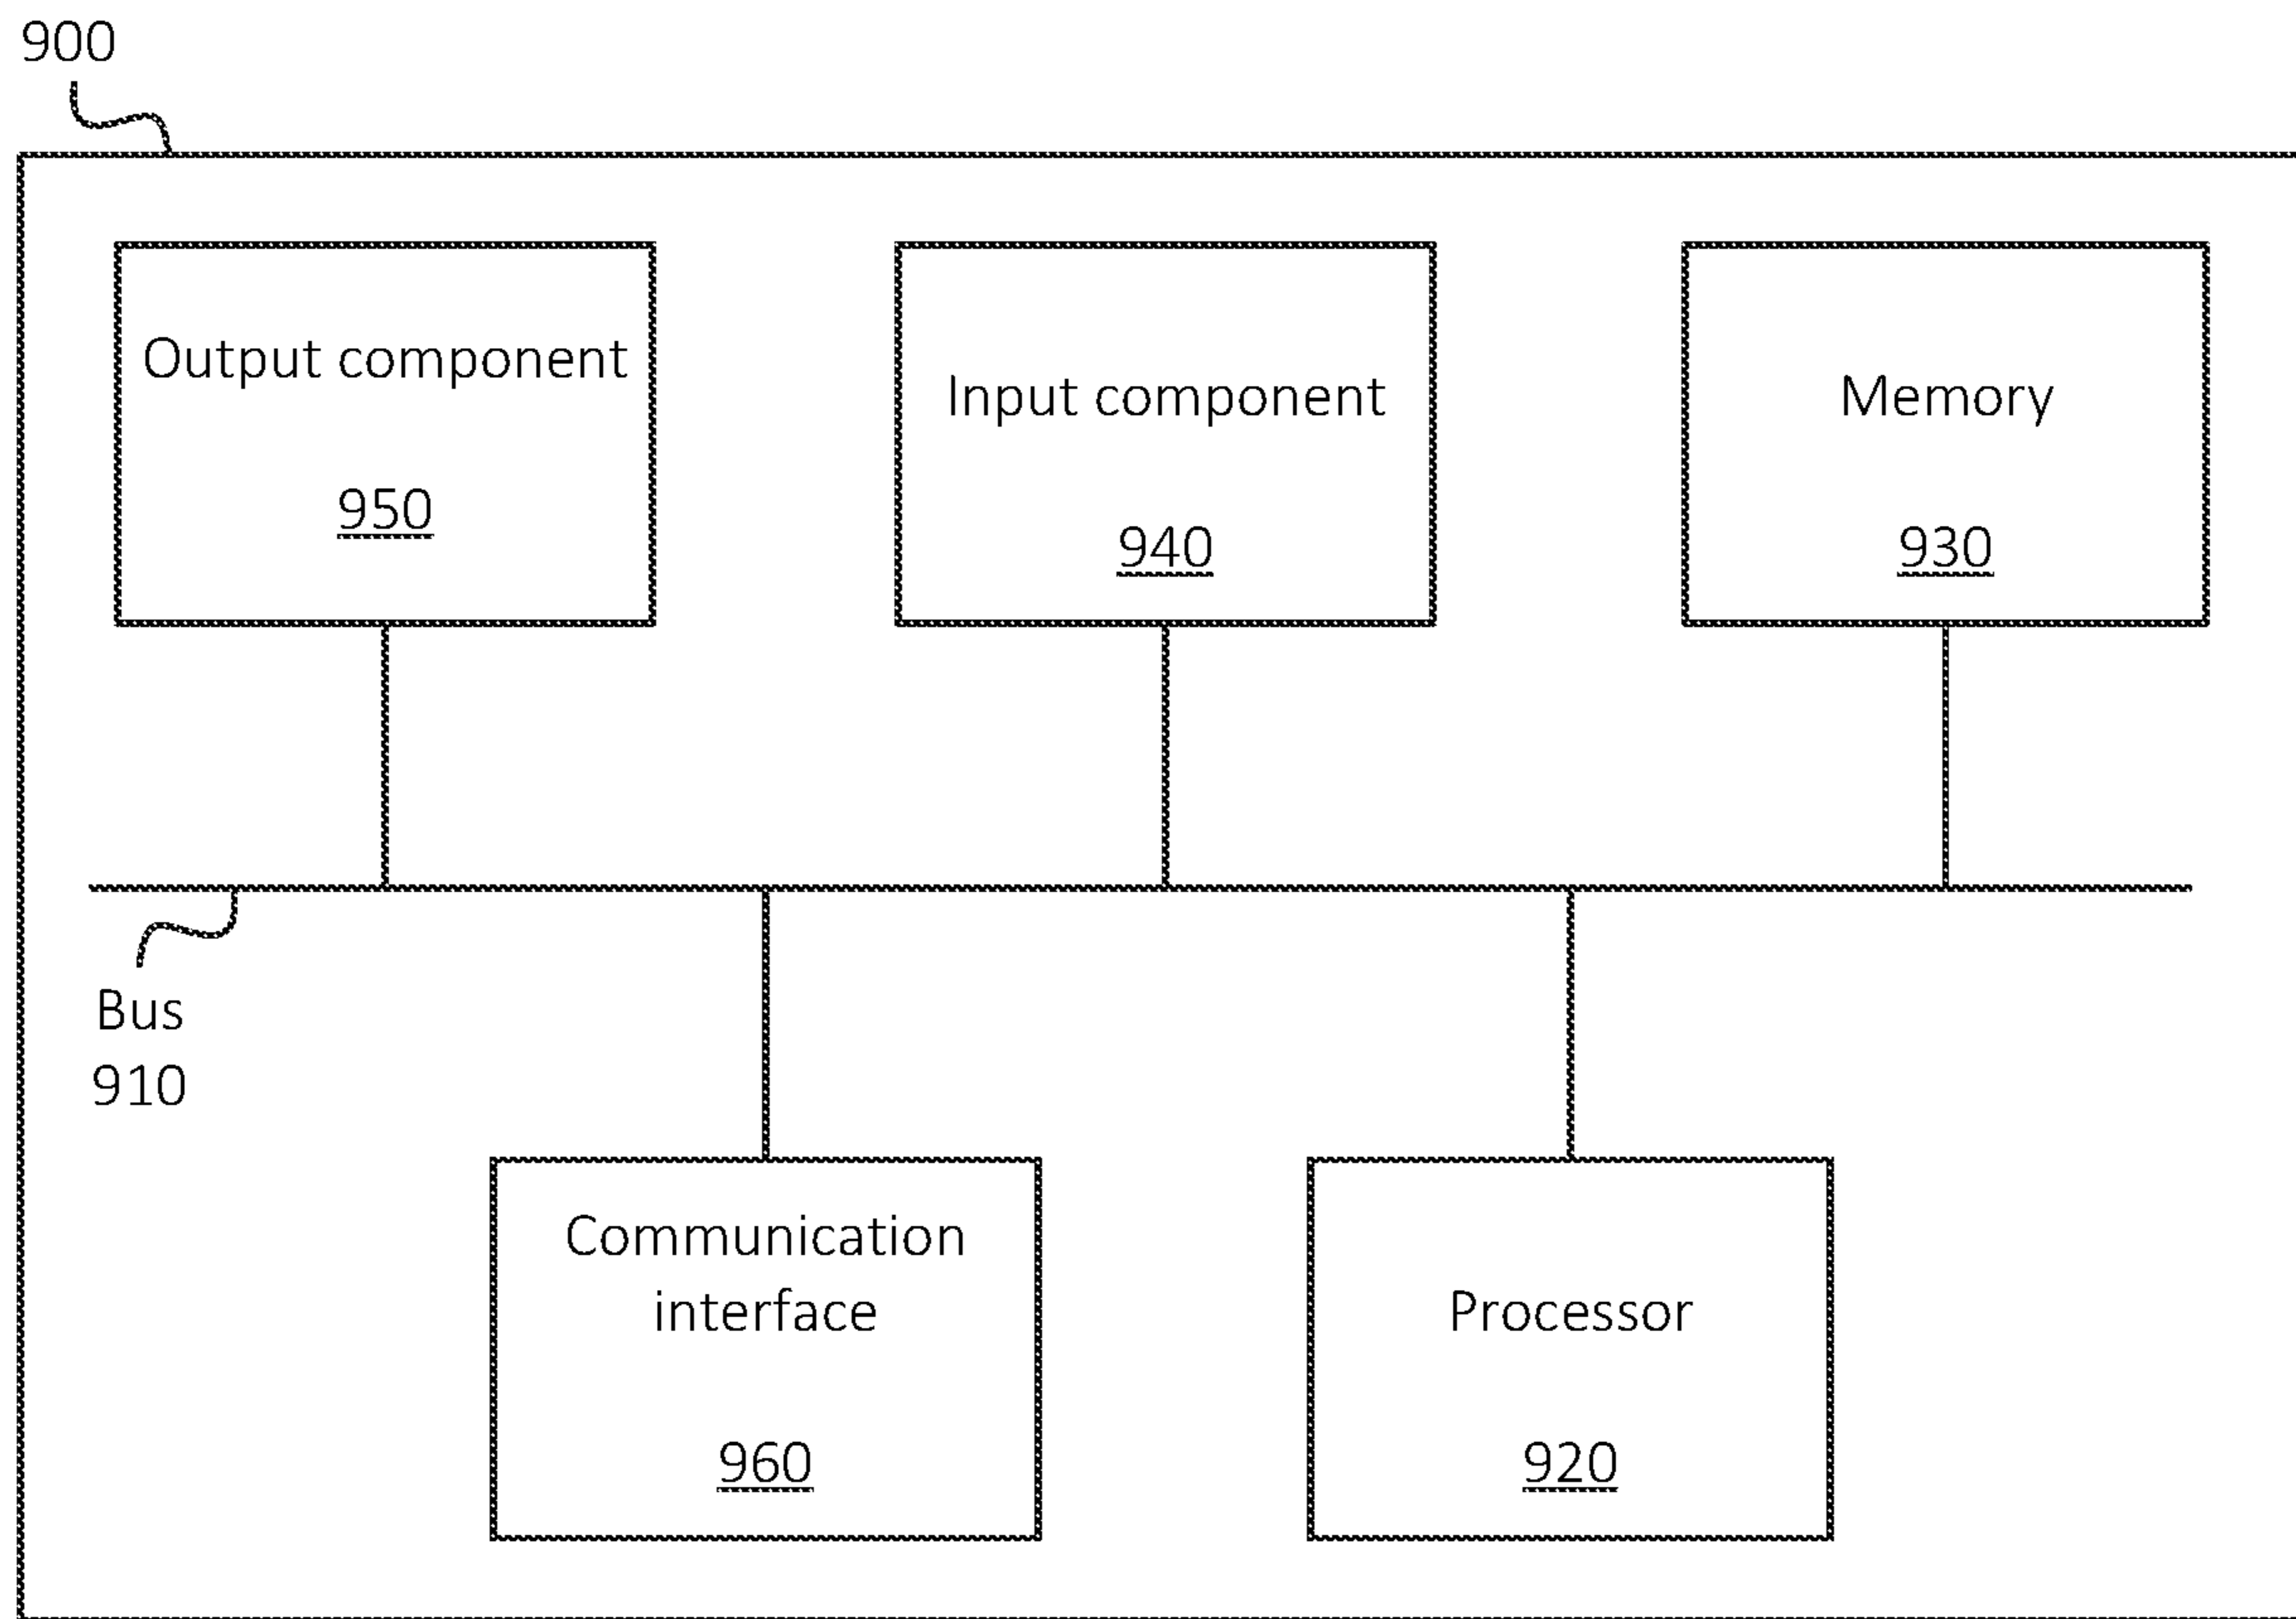 900
Output component
950
Input component
940
Memory
930
Bus
910
Communication
interface
960
Processor
920